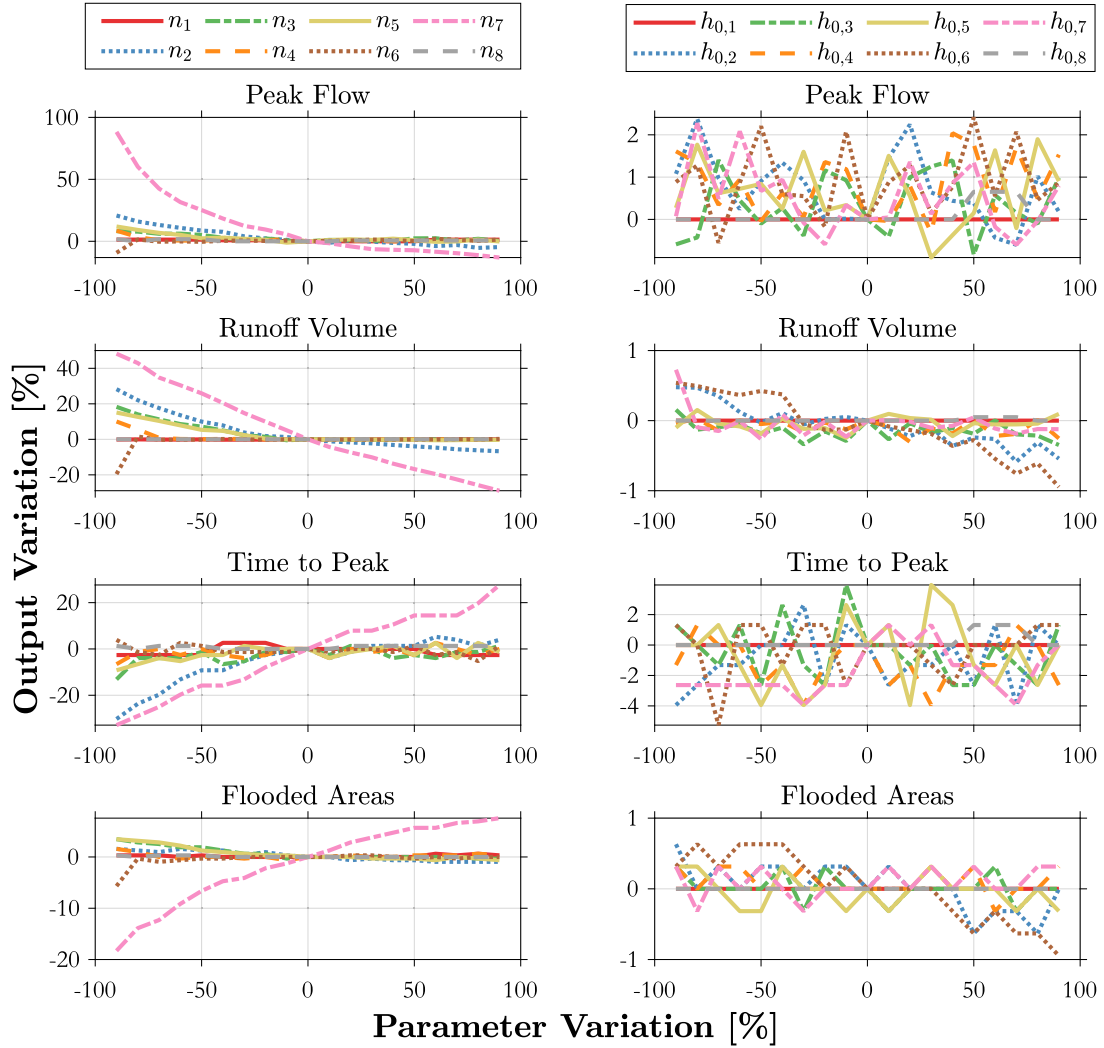 n1 n3 n5 n7
n2 n4 n6 n8
h0,1 h0,3 h0,5 h0,7
h0,2 h0,4 h0,6 h0,8
Peak Flow
100
50
0
-100 -50 0 50 100
Peak Flow
2
1
0
-100 -50 0 50 100
Runoff Volume
40
20
0
-20
-100 -50 0 50 100
Runoff Volume
1
0
-1
-100 -50 0 50 100
Time to Peak
20
0
-20
-100 -50 0 50 100
Time to Peak
2
0
-2
-4
-100 -50 0 50 100
Flooded Areas
0
-10
-20
-100 -50 0 50 100
Flooded Areas
1
0
-1
-100 -50 0 50 100
Output Variation [%]
Parameter Variation [%]